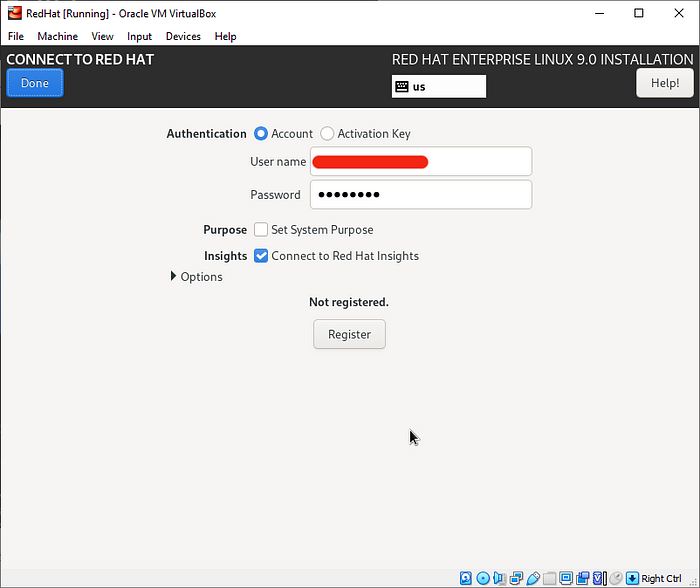 RedHat [Running] - Oracle VM VirtualBox
File Machine View Input Devices Help
CONNECT TO RED HAT
RED HAT ENTERPRISE LINUX 9.0 INSTALLATION
Done
us
Help!
Authentication Account Activation Key
User name
Password ●●●●●●●●
Purpose Set System Purpose
Insights Connect to Red Hat Insights
Options
Not registered.
Register
Right Ctrl